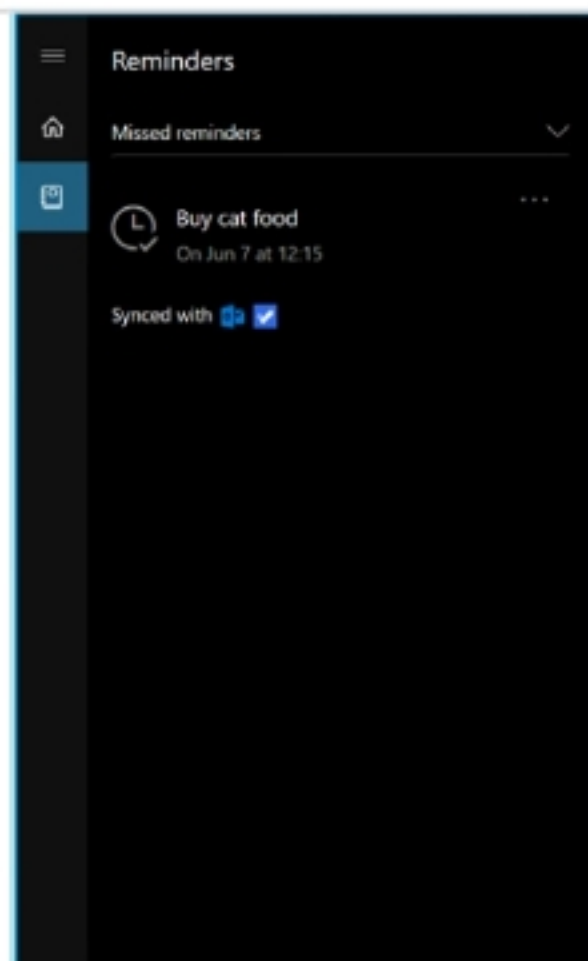 Reminders
Missed reminders
Buy cat food
On Jun 7 at 12:15
Synced with